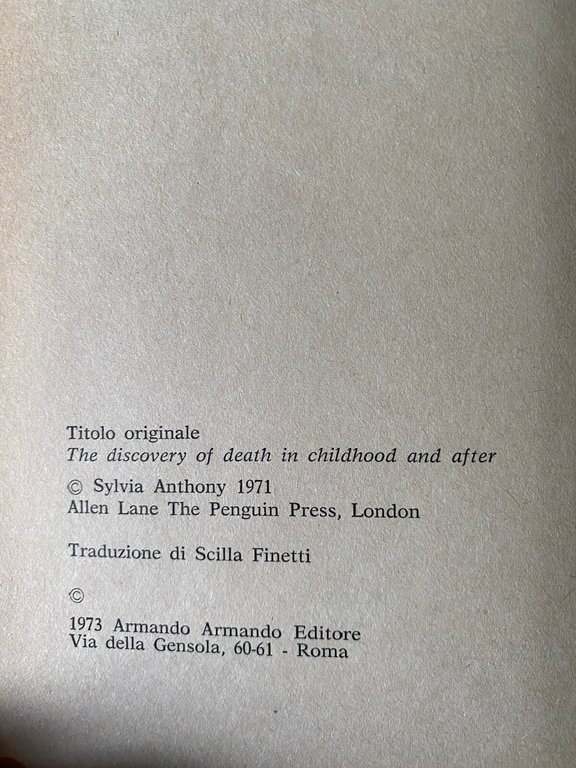 Titolo originale
The discovery of death in childhood and after
© Sylvia Anthony 1971
Allen Lane The Penguin Press, London
Traduzione di Scilla Finetti
©
1973 Armando Armando Editore
Via della Gensola, 60-61 - Roma